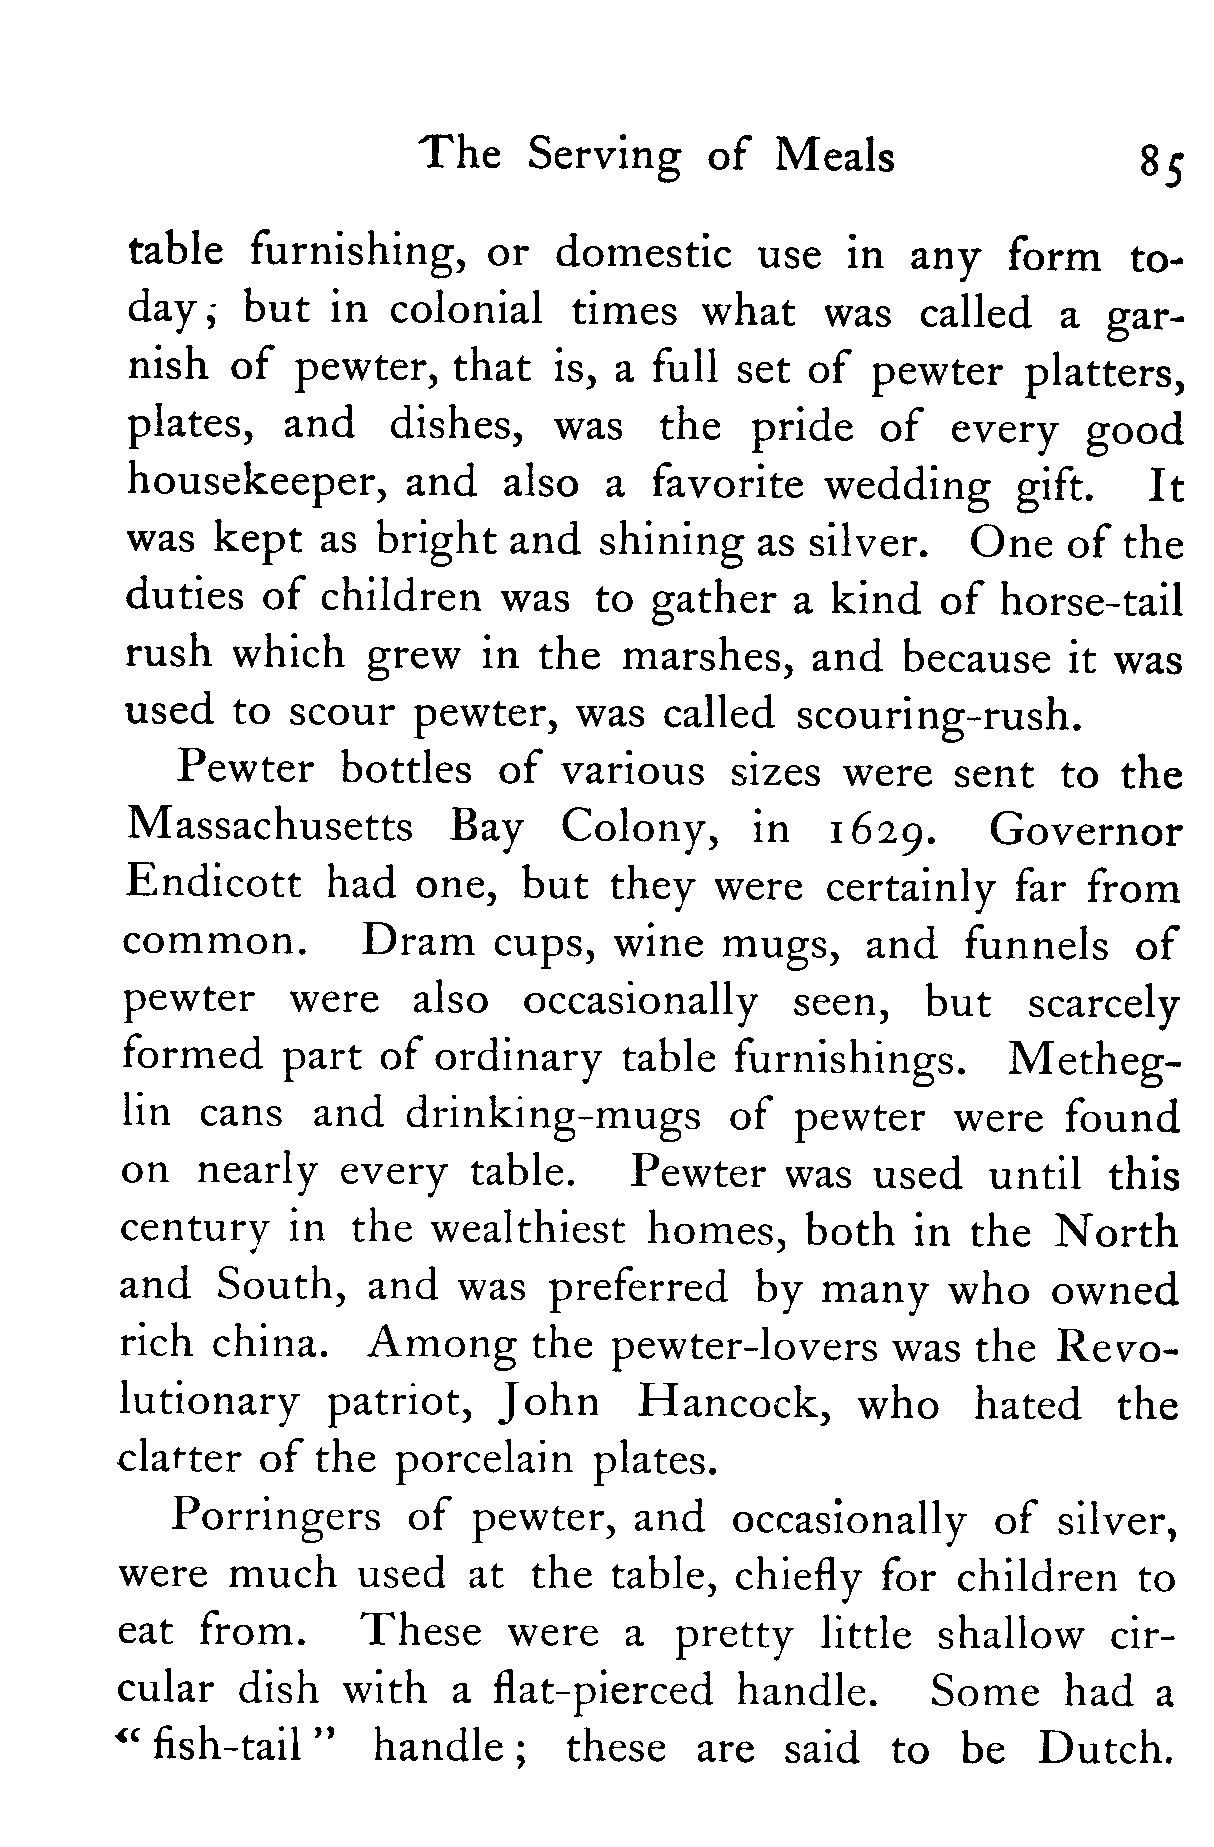 The Serving of Meals 85
table furnishing, or domestic use in any form to-
day; but in colonial times what was called a gar-
nish of pewter, that is, a full set of pewter platters,
plates, and dishes, was the pride of every good
housekeeper, and also a favorite wedding gift. It
was kept as bright and shining as silver. One of the
duties of children was to gather a kind of horse-tail
rush which grew in the marshes, and because it was
used to scour pewter, was called scouring-rush.
Pewter bottles of various sizes were sent to the
Massachusetts Bay Colony, in 1629. Governor
Endicott had one, but they were certainly far from
common. Dram cups, wine mugs, and funnels of
pewter were also occasionally seen, but scarcely
formed part of ordinary table furnishings. Metheg-
lin cans and drinking-mugs of pewter were found
on nearly every table. Pewter was used until this
century in the wealthiest homes, both in the North
and South, and was preferred by many who owned
rich china. Among the pewter-lovers was the Revo-
lutionary patriot, John Hancock, who hated the
clatter of the porcelain plates.
Porringers of pewter, and occasionally of silver,
were much used at the table, chiefly for children to
eat from. These were a pretty little shallow cir-
cular dish with a flat-pierced handle. Some had a
"fish-tail" handle; these are said to be Dutch.